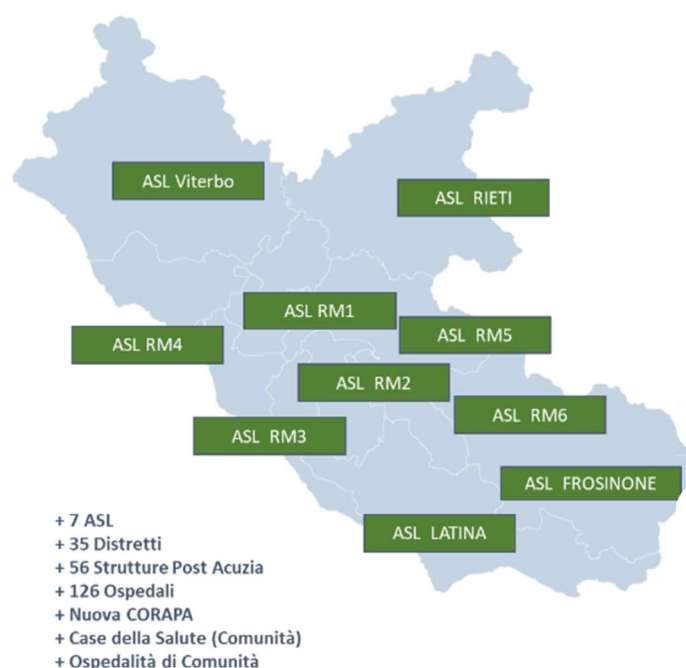 ASL Viterbo
ASL RIETI
ASL RM1
ASL RM5
ASL RM4
ASL RM2
ASL RM6
ASL RM3
ASL FROSINONE
ASL LATINA
+ 7 ASL
+ 35 Distretti
+ 56 Strutture Post Acuzia
+ 126 Ospedali
+ Nuova CORAPA
+ Case della Salute (Comunità)
+ Ospedalità di Comunità